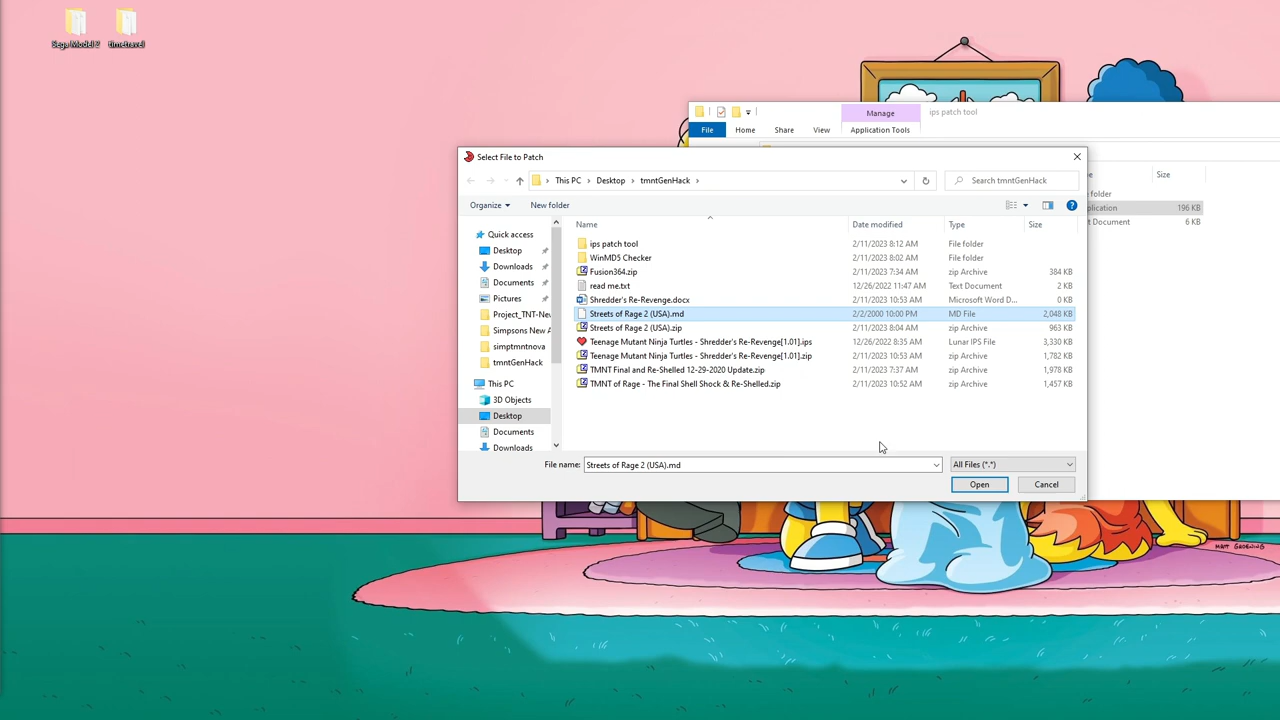 Sega Model 2
timetravel
Manage
ips patch tool
File
Home
Share
View
Application Tools
Select File to Patch
This PC > Desktop > tmntGenHack >
Search tmntGenHack
Size
folder
plication 196 KB
t Document 6 KB
Organize
New folder
Name Date modified Type Size
Quick access
Desktop
Downloads
Documents
Pictures
Project_TNT-Nev
Simpsons New A
simptmntnova
tmntGenHack
This PC
3D Objects
Desktop
Documents
Downloads
ips patch tool 2/11/2023 8:12 AM File folder
WinMD5 Checker 2/11/2023 8:02 AM File folder
Fusion364.zip 2/11/2023 7:34 AM zip Archive 384 KB
read me.txt 12/26/2022 11:47 AM Text Document 2 KB
Shredder's Re-Revenge.docx 2/11/2023 10:53 AM Microsoft Word D... 0 KB
Streets of Rage 2 (USA).md 2/2/2000 10:00 PM MD File 2,048 KB
Streets of Rage 2 (USA).zip 2/11/2023 8:04 AM zip Archive 963 KB
Teenage Mutant Ninja Turtles - Shredder's Re-Revenge[1.01].ips 12/26/2022 8:35 AM Lunar IPS File 3,330 KB
Teenage Mutant Ninja Turtles - Shredder's Re-Revenge[1.01].zip 2/11/2023 10:53 AM zip Archive 1,782 KB
TMNT Final and Re-Shelled 12-29-2020 Update.zip 2/11/2023 7:37 AM zip Archive 1,978 KB
TMNT of Rage - The Final Shell Shock & Re-Shelled.zip 2/11/2023 10:52 AM zip Archive 1,457 KB
File name: Streets of Rage 2 (USA).md
All Files (*.*)
Open
Cancel
MATT GROENING